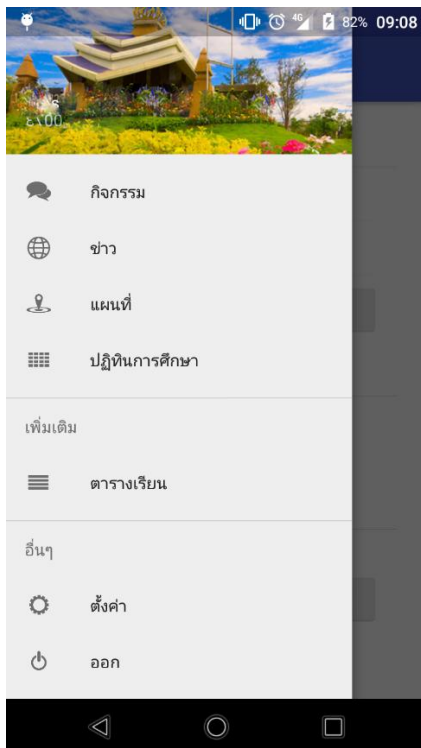 4G 82% 09:08
กิจกรรม
ข่าว
แผนที่
ปฏิทินการศึกษา
เพิ่มเติม
ตารางเรียน
อื่นๆ
ตั้งค่า
ออก